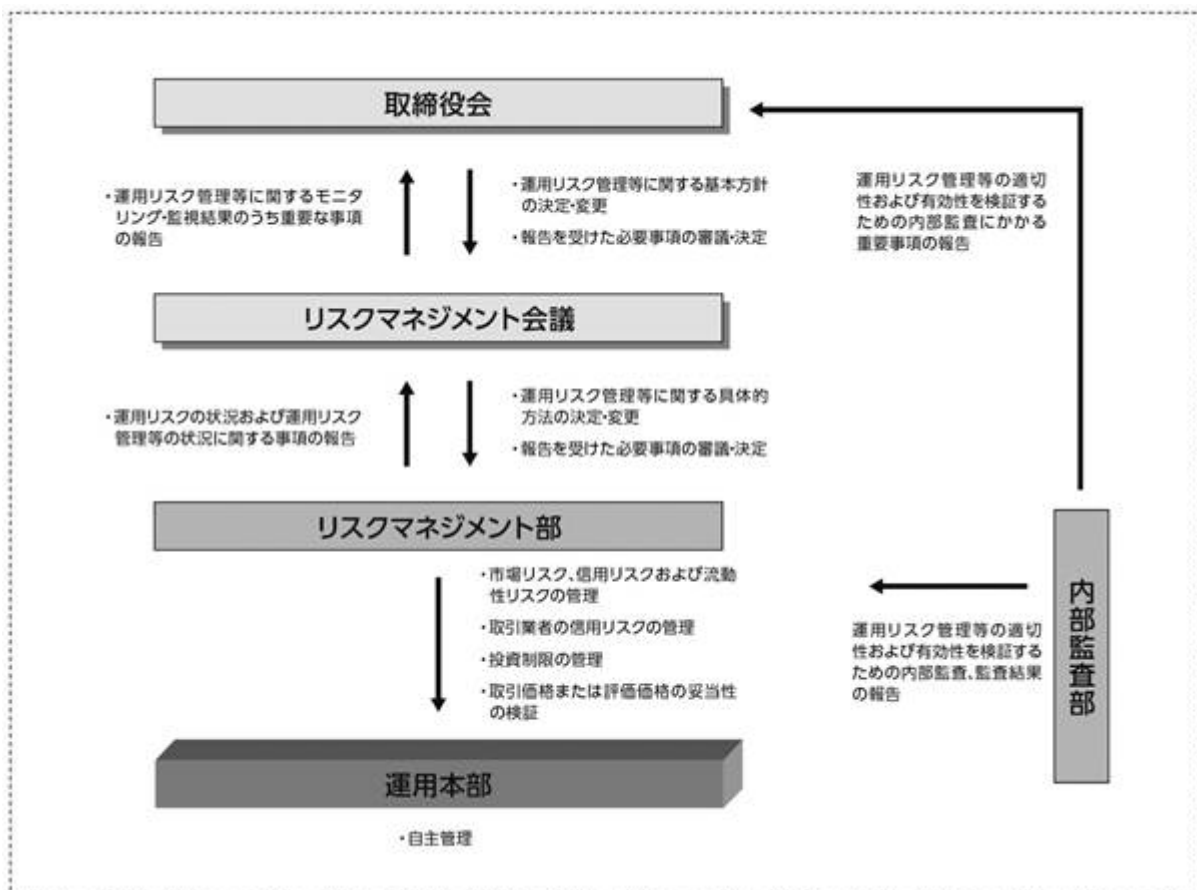 取締役会
・運用リスク管理等に関するモニタ
リング・監視結果のうち重要な事項
の報告
・運用リスク管理等に関する基本方針
の決定・変更
・報告を受けた必要事項の審議・決定
運用リスク管理等の適切
性および有効性を検証する
ための内部監査にかかる
重要事項の報告
リスクマネジメント会議
・運用リスクの状況および運用リスク
管理等の状況に関する事項の報告
・運用リスク管理等に関する具体的
方法の決定・変更
・報告を受けた必要事項の審議・決定
リスクマネジメント部
・市場リスク、信用リスクおよび流動
性リスクの管理
・取引業者の信用リスクの管理
・投資制限の管理
・取引価格または評価価格の妥当性
の検証
運用リスク管理等の適切
性および有効性を検証する
ための内部監査、監査結果
の報告
内部監査部
運用本部
・自主管理